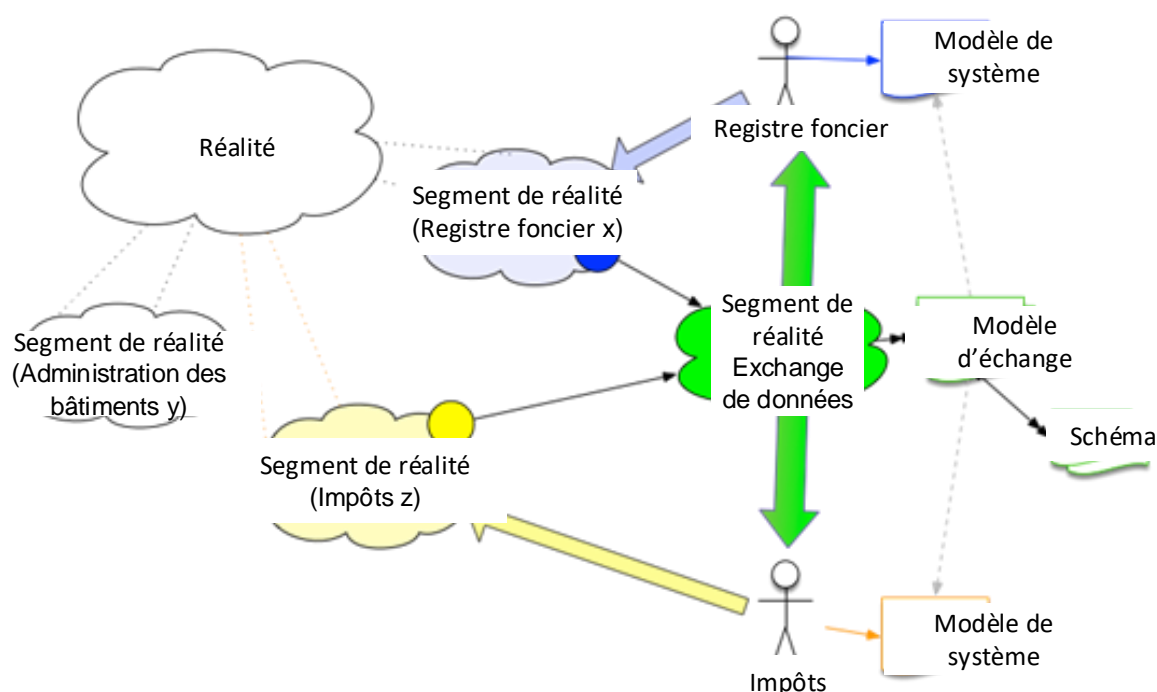 Modèle de
système
Registre foncier
Réalité
Segment de réalité
(Registre foncier x)
Segment de
réalité
Exchange
de données
Modèle
d’échange
Segment de réalité
(Administration des
bâtiments y)
Schéma
Segment de réalité
(Impôts z)
Modèle de
système
Impôts